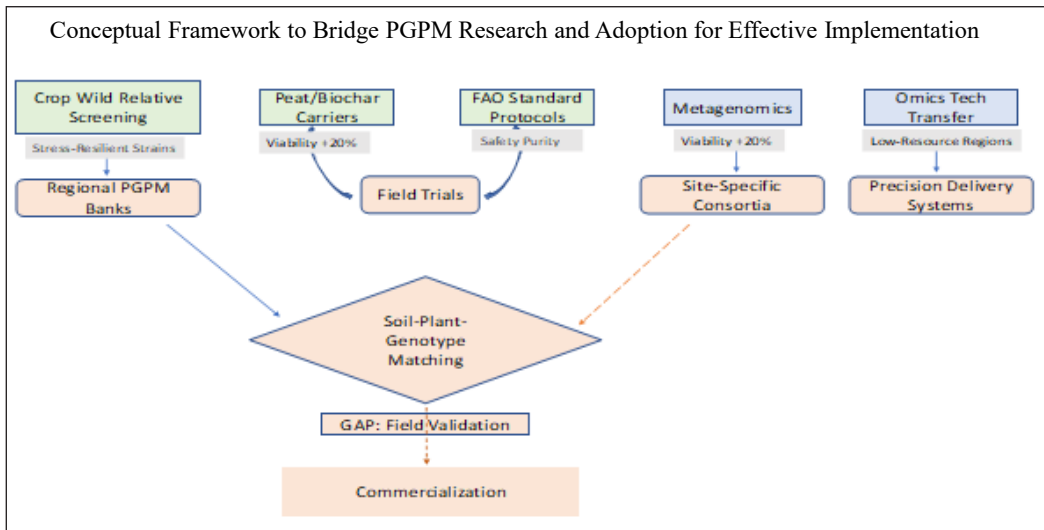 Conceptual Framework to Bridge PGPM Research and Adoption for Effective Implementation
Crop Wild Relative
Screening
Stress-Resilient Strains
Regional PGPM
Banks
Peat/Biochar
Carriers
Viability +20%
FAO Standard
Protocols
Safety Purity
Field Trials
Metagenomics
Viability +20%
Site-Specific
Consortia
Omics Tech
Transfer
Low-Resource Regions
Precision Delivery
Systems
Soil-Plant-
Genotype
Matching
GAP: Field Validation
Commercialization